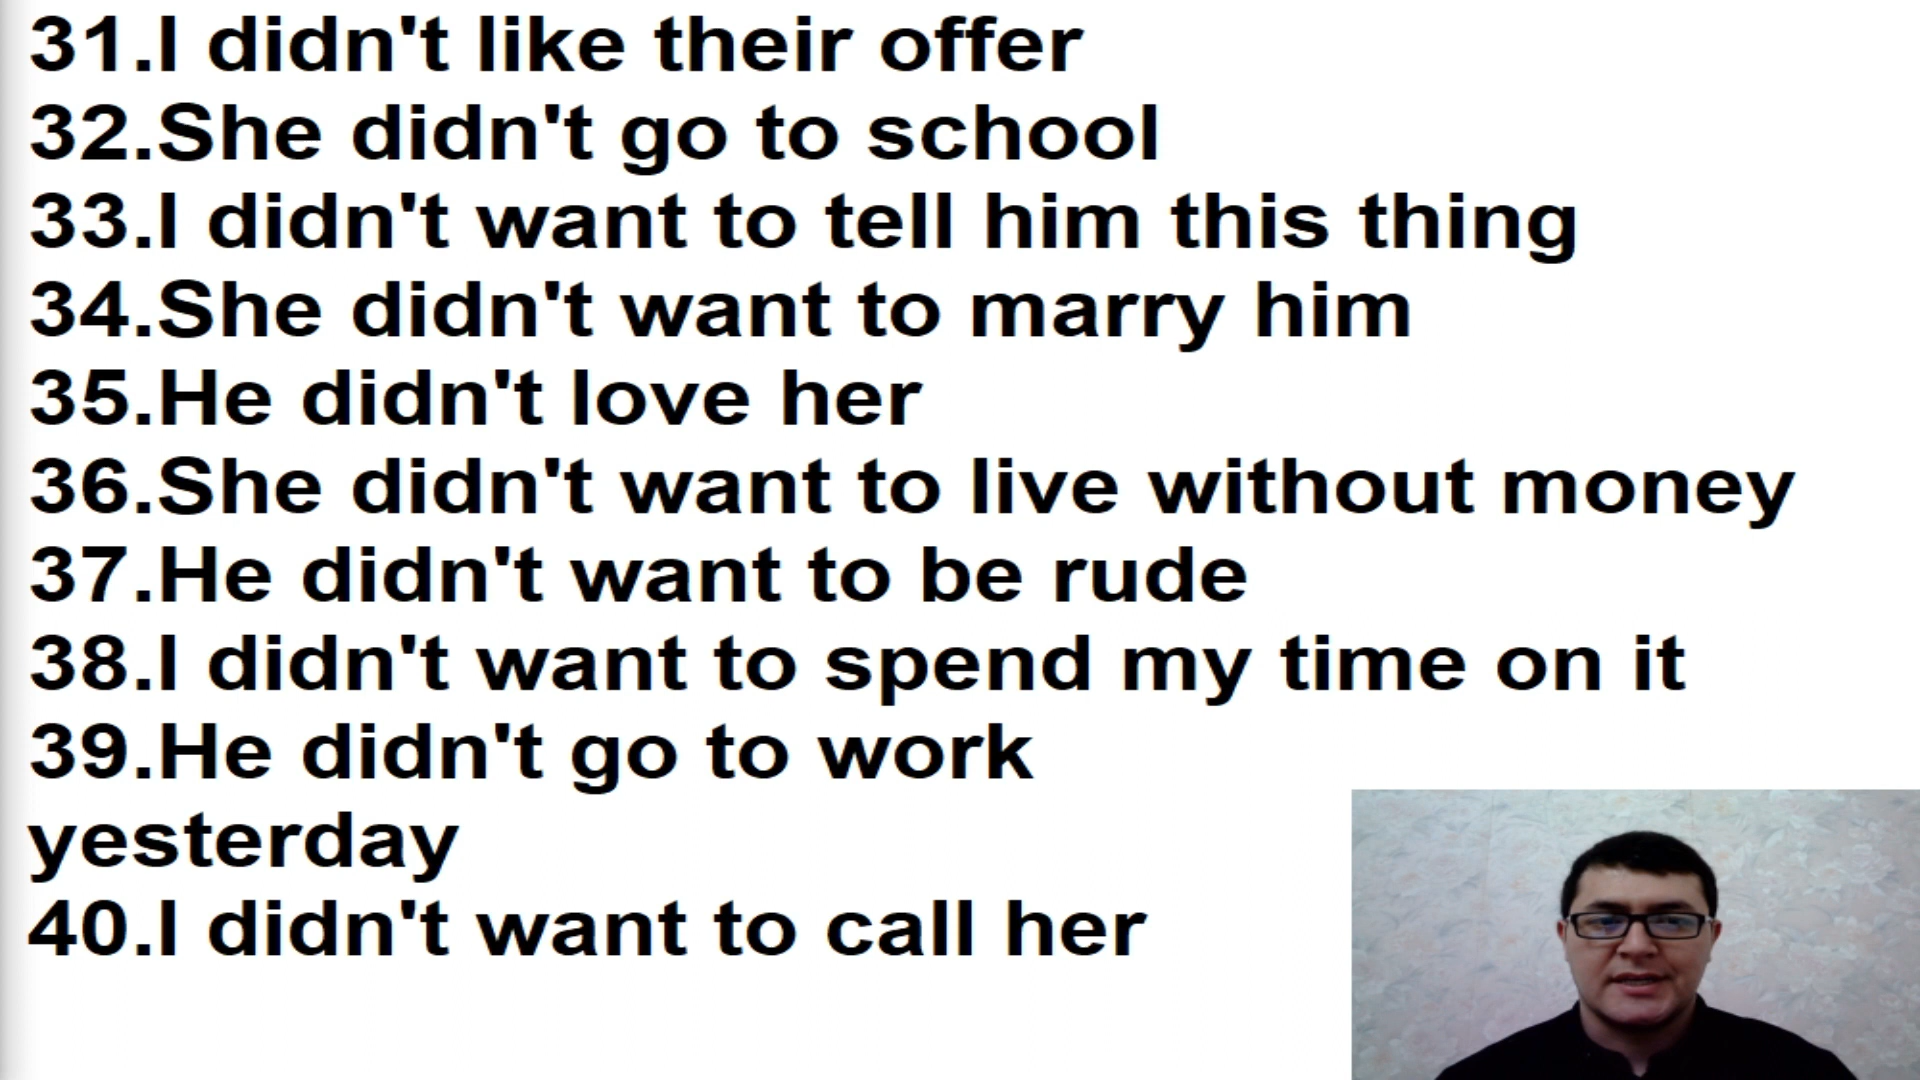 31.I didn't like their offer
32.She didn't go to school
33.I didn't want to tell him this thing
34.She didn't want to marry him
35.He didn't love her
36.She didn't want to live without money
37.He didn't want to be rude
38.I didn't want to spend my time on it
39.He didn't go to work
yesterday
40.I didn't want to call her